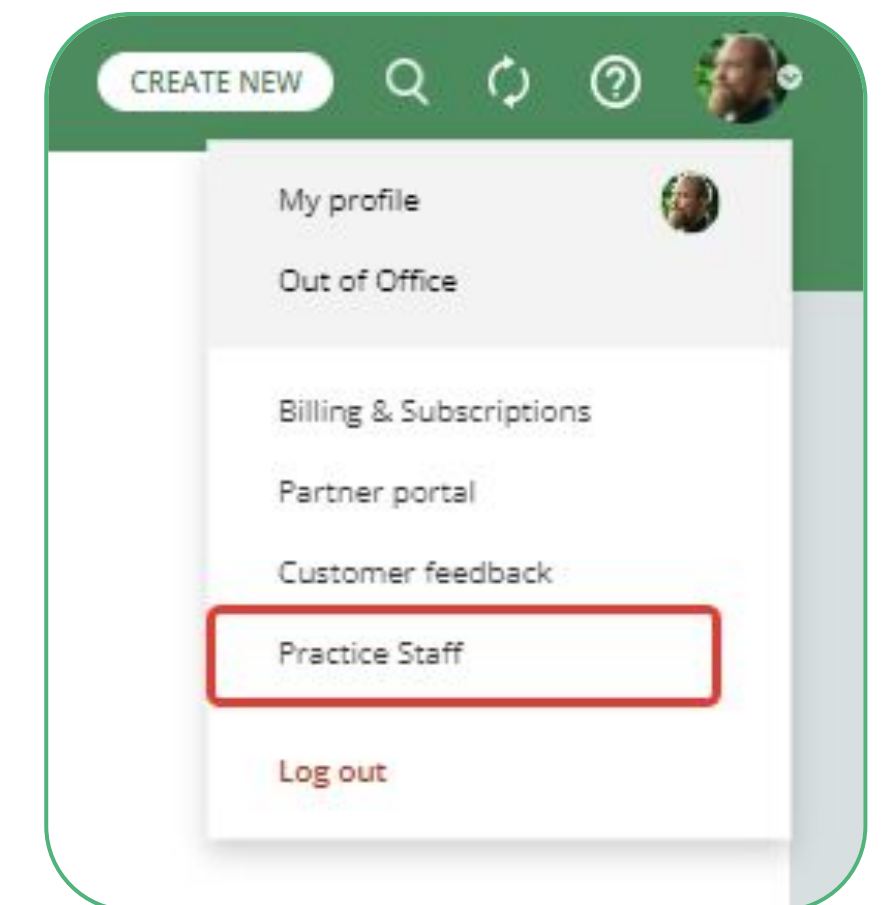 CREATE NEW
My profile
Out of Office
Billing & Subscriptions
Partner portal
Customer feedback
Practice Staff
Log out